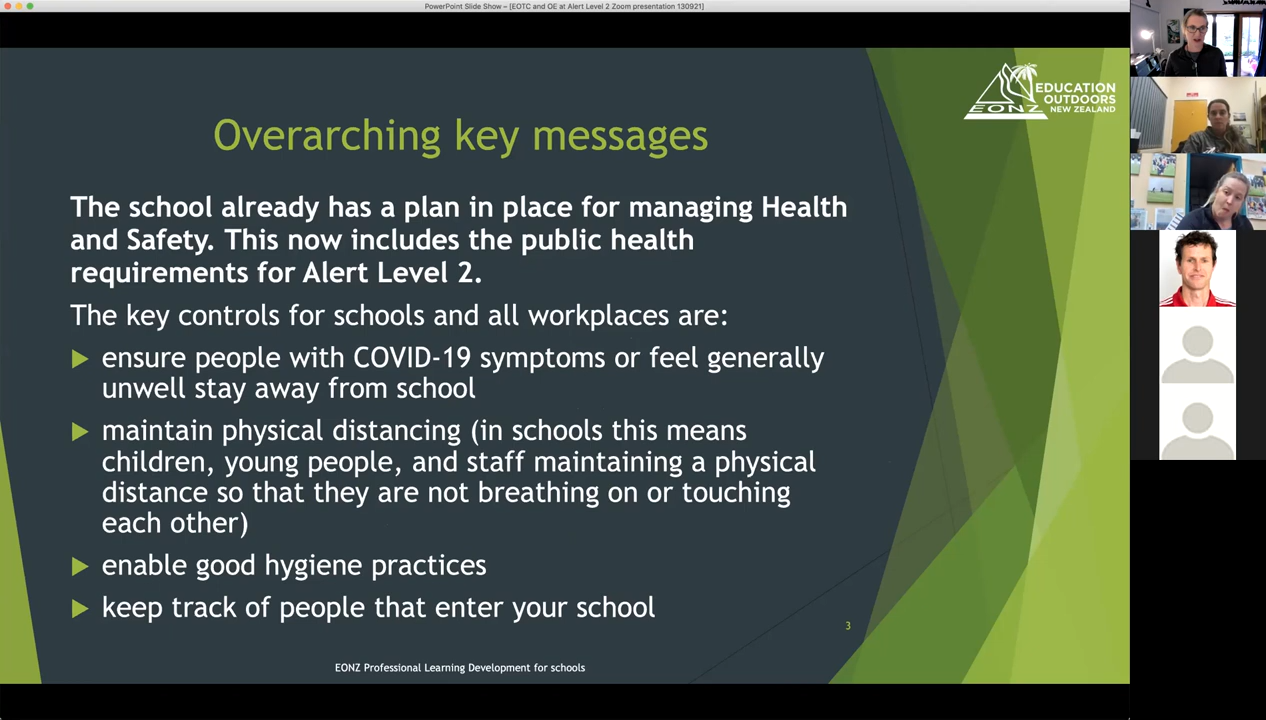 PowerPoint Slide Show – [EOTC and OE at Alert Level 2 Zoom presentation 130921]
EDUCATION
OUTDOORS
NEW ZEALAND
EONZ
Overarching key messages
The school already has a plan in place for managing Health
and Safety. This now includes the public health
requirements for Alert Level 2.
The key controls for schools and all workplaces are:
ensure people with COVID-19 symptoms or feel generally
unwell stay away from school
maintain physical distancing (in schools this means
children, young people, and staff maintaining a physical
distance so that they are not breathing on or touching
each other)
enable good hygiene practices
keep track of people that enter your school
3
EONZ Professional Learning Development for schools